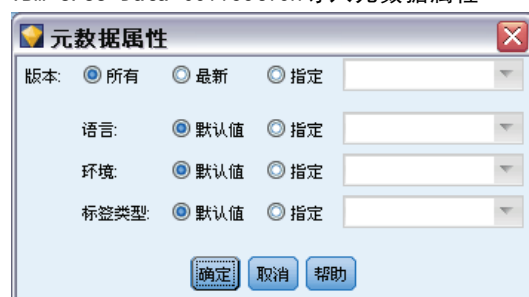 元数据属性
版本: 所有 最新 指定
语言: 默认值 指定
环境: 默认值 指定
标签类型: 默认值 指定
确定 取消 帮助